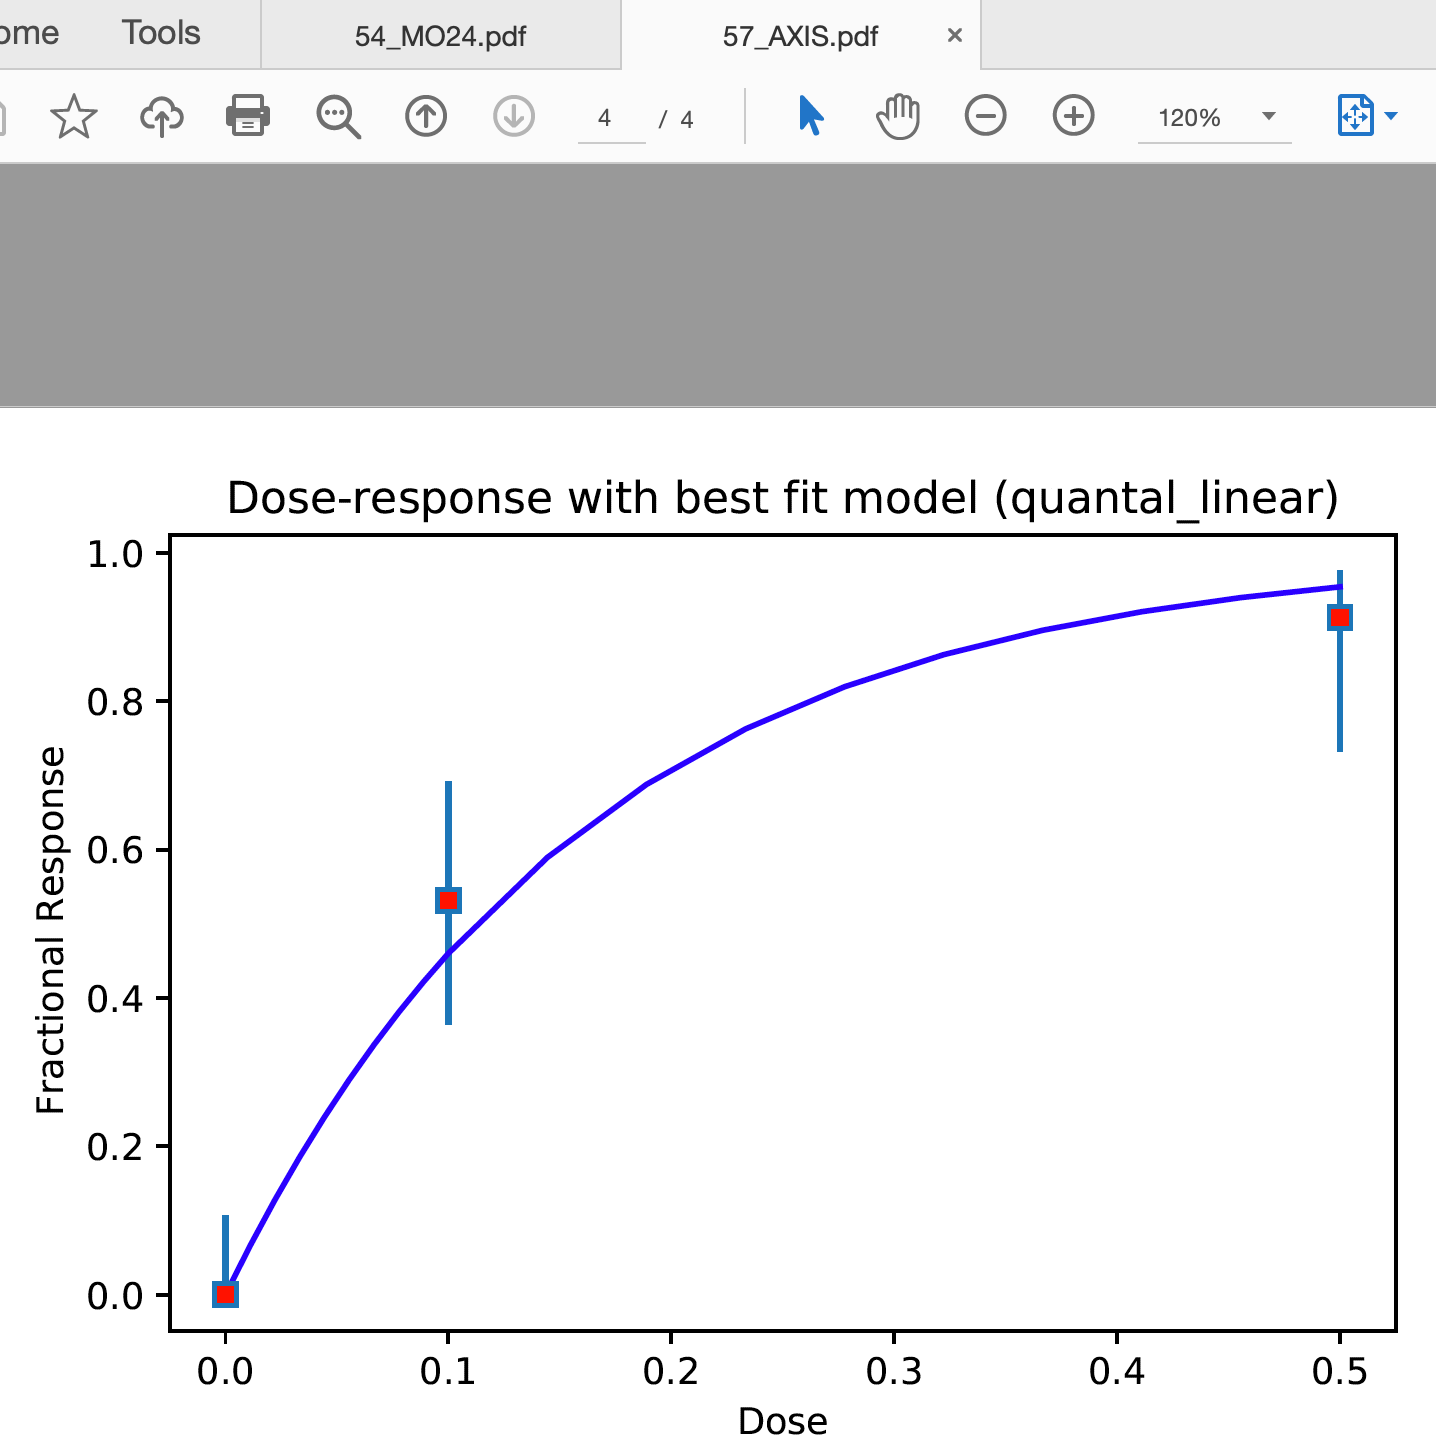 ome Tools 54_MO24.pdf 57_AXIS.pdf ×
4 / 4 120%
Dose-response with best fit model (quantal_linear)
1.0
0.8
0.6
0.4
0.2
0.0
Fractional Response
0.0 0.1 0.2 0.3 0.4 0.5
Dose